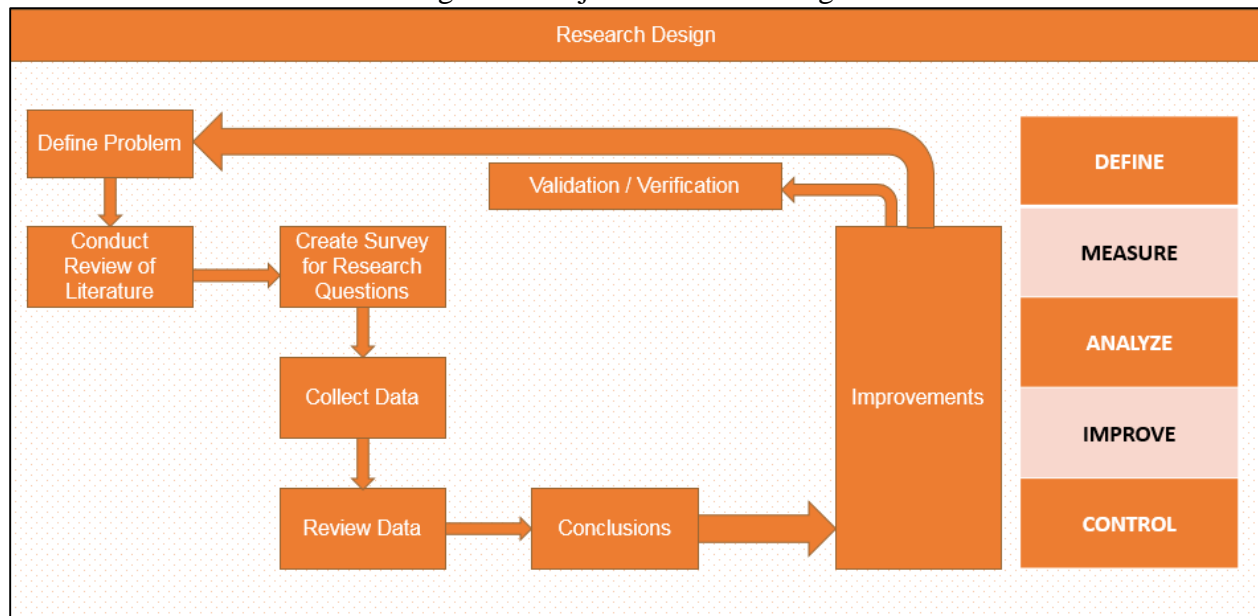 Research Design
Define Problem
Validation / Verification
Conduct
Review of
Literature
Create Survey
for Research
Questions
Collect Data
Review Data
Conclusions
Improvements
DEFINE
MEASURE
ANALYZE
IMPROVE
CONTROL